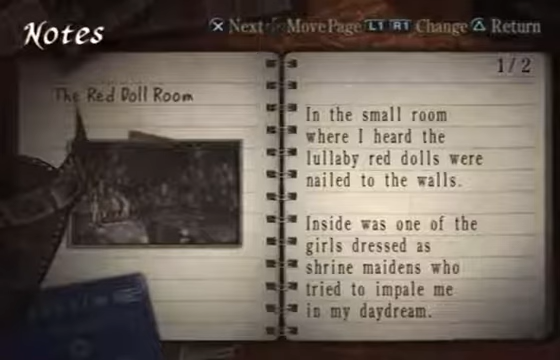 Notes
Ⓧ Next MovePage L1 R1 Change △ Return
1/2
The Red Doll Room
In the small room
where I heard the
lullaby red dolls were
nailed to the walls.
Inside was one of the
girls dressed as
shrine maidens who
tried to impale me
in my daydream.